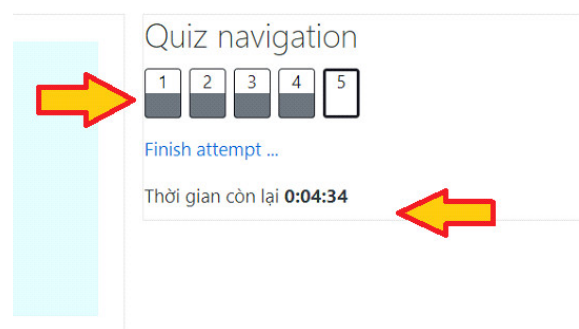 Quiz navigation
1 2 3 4 5
Finish attempt ...
Thời gian còn lại 0:04:34